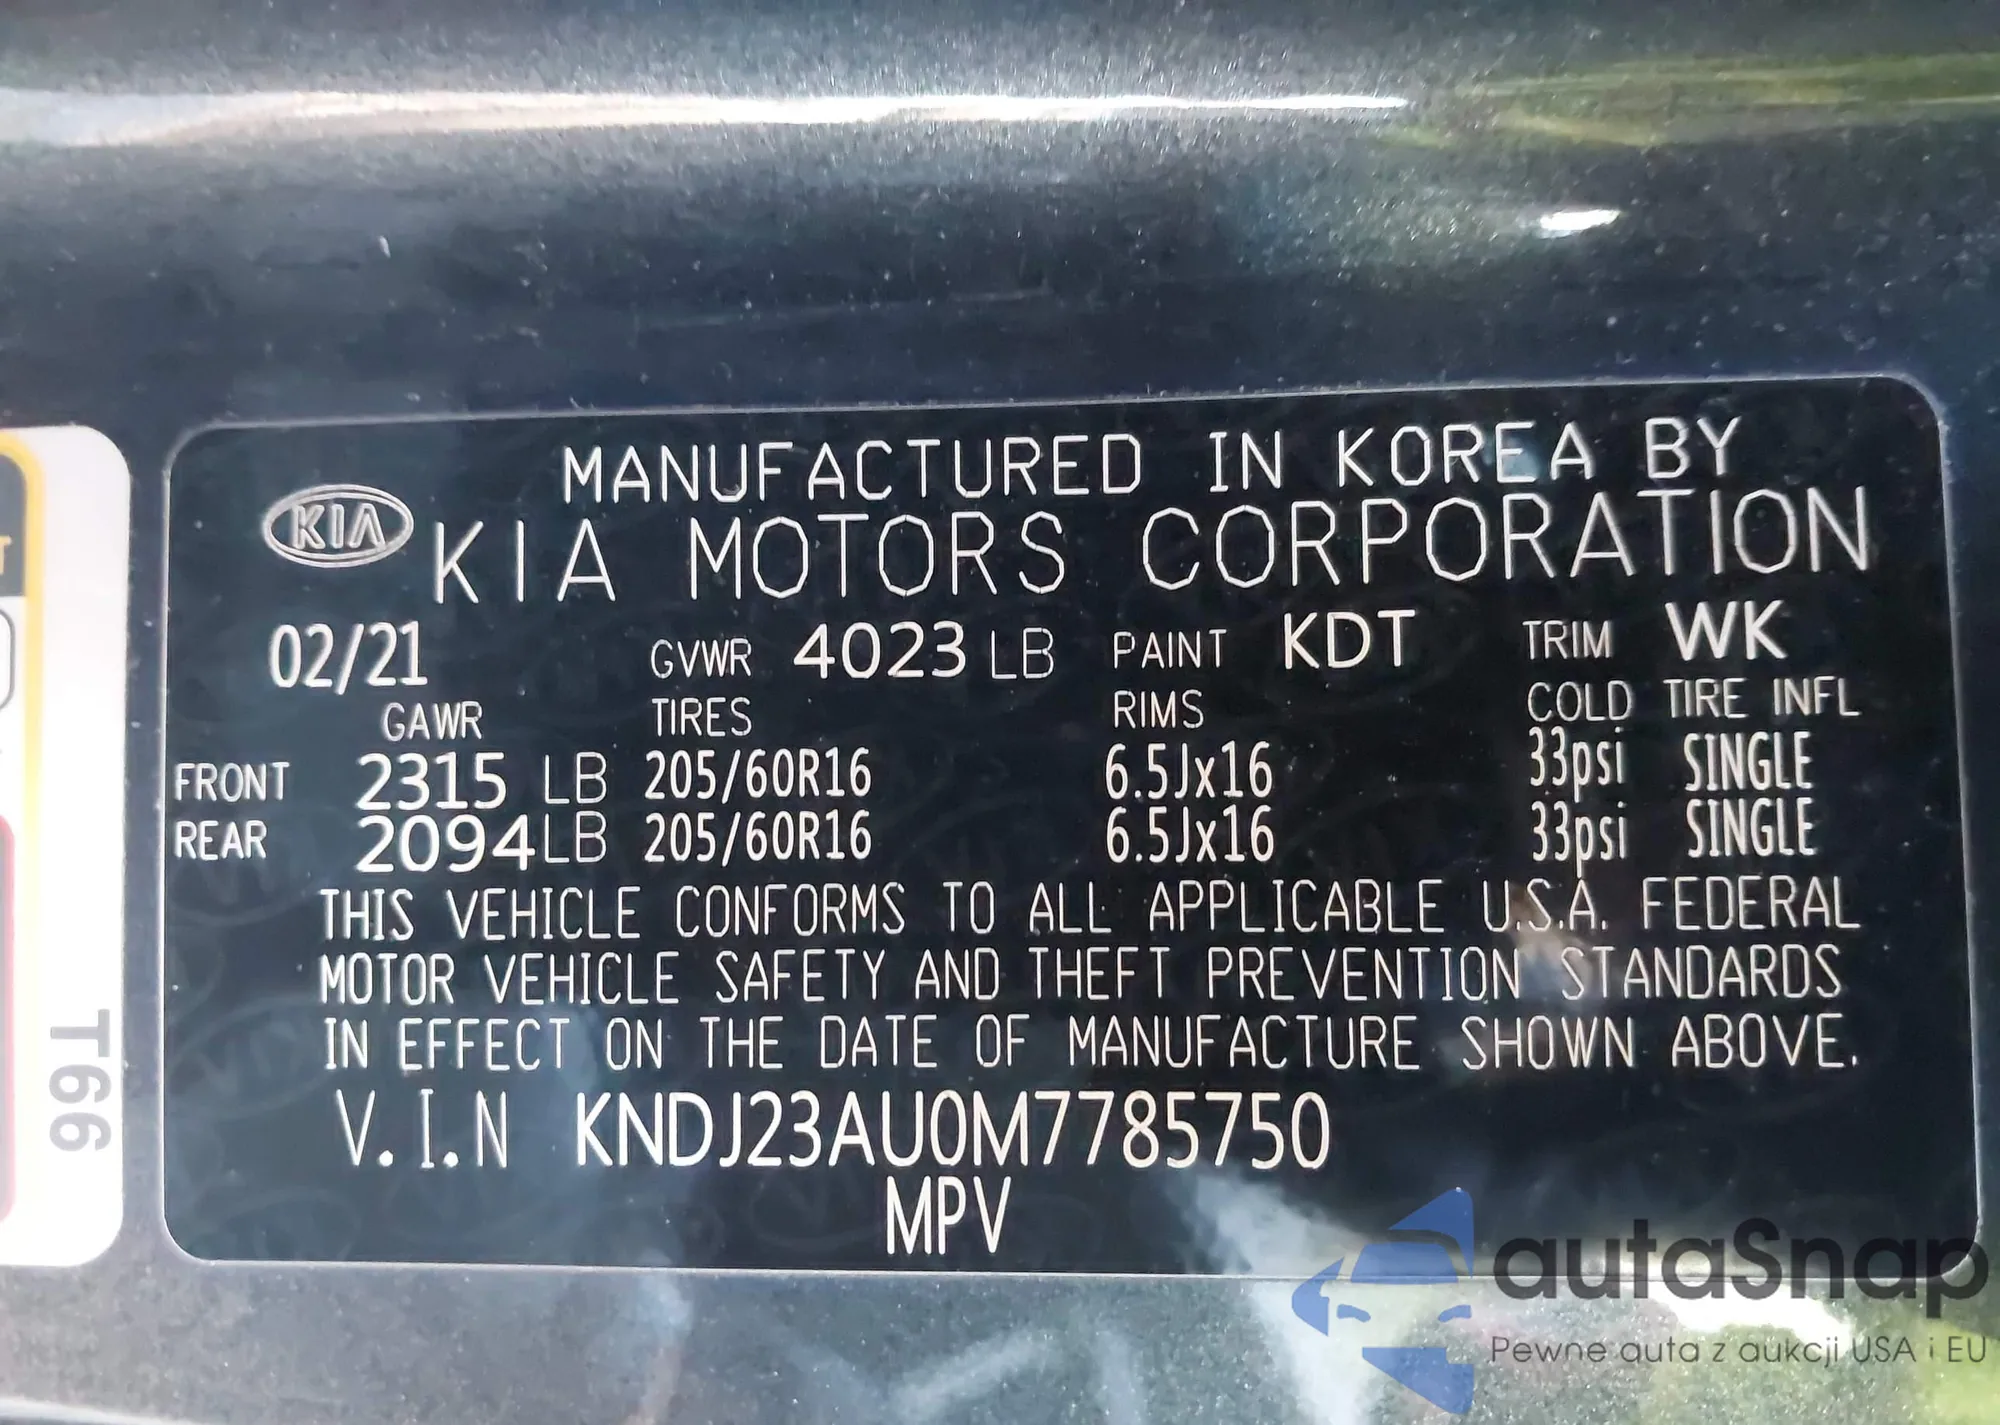 MANUFACTURED IN KOREA BY
KIA KIA MOTORS CORPORATION
02/21 GVWR 4023 LB PAINT KDT TRIM WK
GAWR TIRES RIMS COLD TIRE INFL
FRONT 2315 LB 205/60R16 6.5Jx16 33psi SINGLE
REAR 2094 LB 205/60R16 6.5Jx16 33psi SINGLE
THIS VEHICLE CONFORMS TO ALL APPLICABLE U.S.A. FEDERAL
MOTOR VEHICLE SAFETY AND THEFT PREVENTION STANDARDS
IN EFFECT ON THE DATE OF MANUFACTURE SHOWN ABOVE.
V.I.N KNDJ23AU0M7785750
MPV
T66
T
autaSnap
Pewne auta z aukcji USA i EU